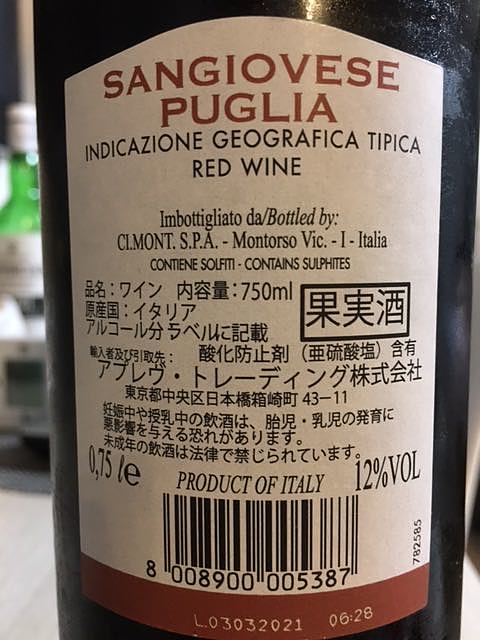 SANGIOVESE
PUGLIA
INDICAZIONE GEOGRAFICA TIPICA
RED WINE
Imbottigliato da/Bottled by:
CI.MONT. S.P.A. - Montorso Vic. - I - Italia
CONTIENE SOLFITI - CONTAINS SULPHITES
品名：ワイン 内容量：750ml
原産国：イタリア
アルコール分ラベルに記載
果実酒
輸入者及び引取先： 酸化防止剤（亜硫酸塩）含有
アプレヴ・トレーディング株式会社
東京都中央区日本橋箱崎町 43－11
妊娠中や授乳中の飲酒は、胎児・乳児の発育に
悪影響を与える恐れがあります。
未成年の飲酒は法律で禁じられています。
0,75 l e
PRODUCT OF ITALY
12%VOL
8 008900 005387
782585
L.03032021 06:28